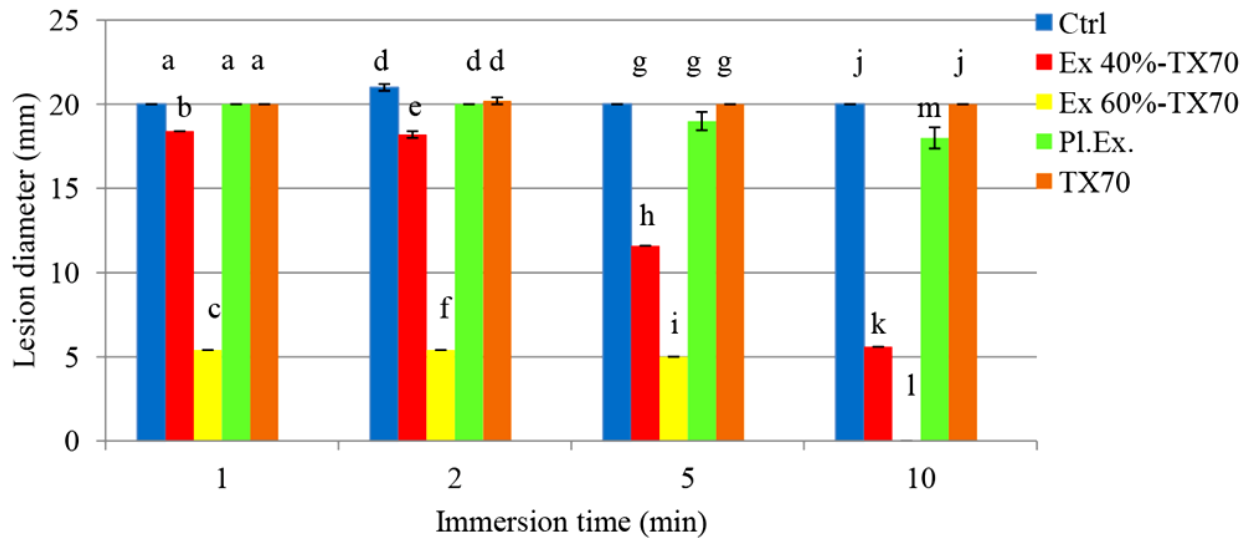 25
20
15
10
5
0
Lesion diameter (mm)
a a a
b
c
d d d
e
f
g g g
h
i
j j
m
k
l
1 2 5 10
Immersion time (min)
Ctrl
Ex 40%-TX70
Ex 60%-TX70
Pl.Ex.
TX70